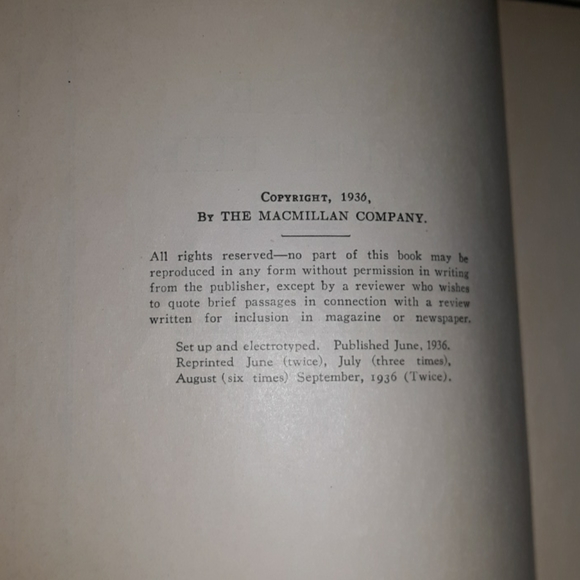 COPYRIGHT, 1936,
BY THE MACMILLAN COMPANY.
All rights reserved—no part of this book may be
reproduced in any form without permission in writing
from the publisher, except by a reviewer who wishes
to quote brief passages in connection with a review
written for inclusion in magazine or newspaper.
Set up and electrotyped. Published June, 1936.
Reprinted June (twice), July (three times),
August (six times) September, 1936 (Twice).